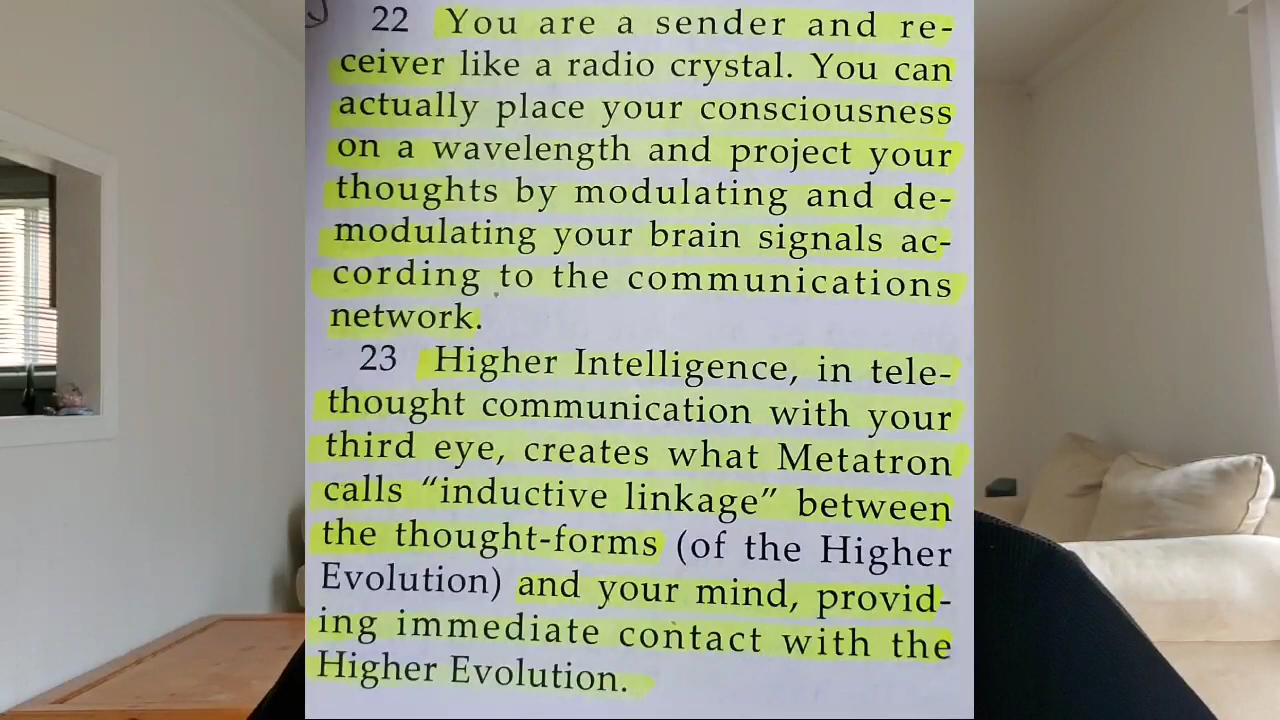 22 You are a sender and re-
ceiver like a radio crystal. You can
actually place your consciousness
on a wavelength and project your
thoughts by modulating and de-
modulating your brain signals ac-
cording to the communications
network.
23 Higher Intelligence, in tele-
thought communication with your
third eye, creates what Metatron
calls “inductive linkage” between
the thought-forms (of the Higher
Evolution) and your mind, provid-
ing immediate contact with the
Higher Evolution.